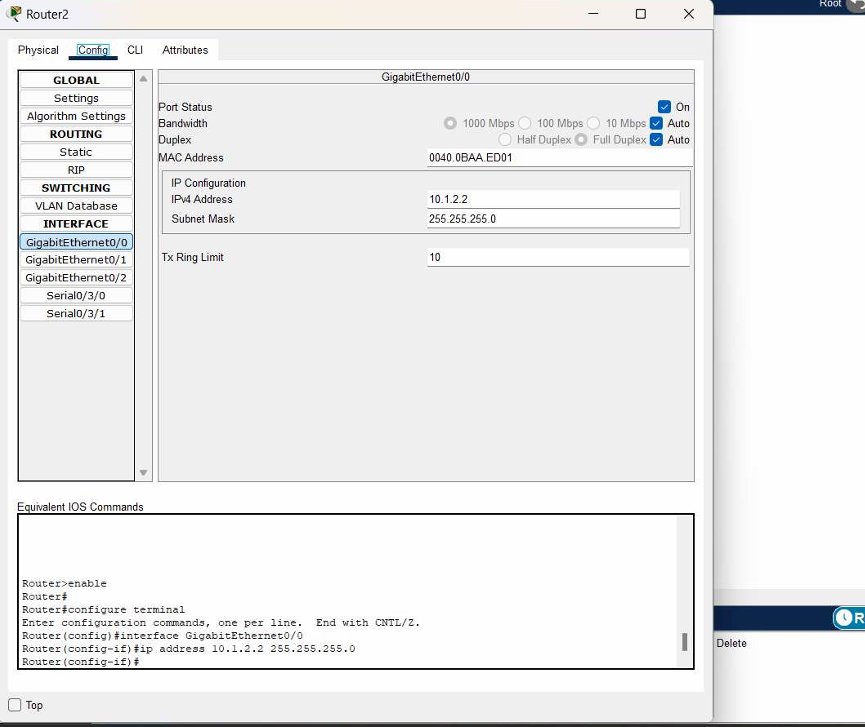 Router2
Root
Physical Config CLI Attributes
GLOBAL
Settings
Algorithm Settings
ROUTING
Static
RIP
SWITCHING
VLAN Database
INTERFACE
GigabitEthernet0/0
GigabitEthernet0/1
GigabitEthernet0/2
Serial0/3/0
Serial0/3/1
GigabitEthernet0/0
Port Status On
Bandwidth 1000 Mbps 100 Mbps 10 Mbps Auto
Duplex Half Duplex Full Duplex Auto
MAC Address 0040.0BAA.ED01
IP Configuration
IPv4 Address 10.1.2.2
Subnet Mask 255.255.255.0
Tx Ring Limit 10
Equivalent IOS Commands
Router>enable
Router#
Router#configure terminal
Enter configuration commands, one per line. End with CNTL/Z.
Router(config)#interface GigabitEthernet0/0
Router(config-if)#ip address 10.1.2.2 255.255.255.0
Router(config-if)#
Top
R
Delete